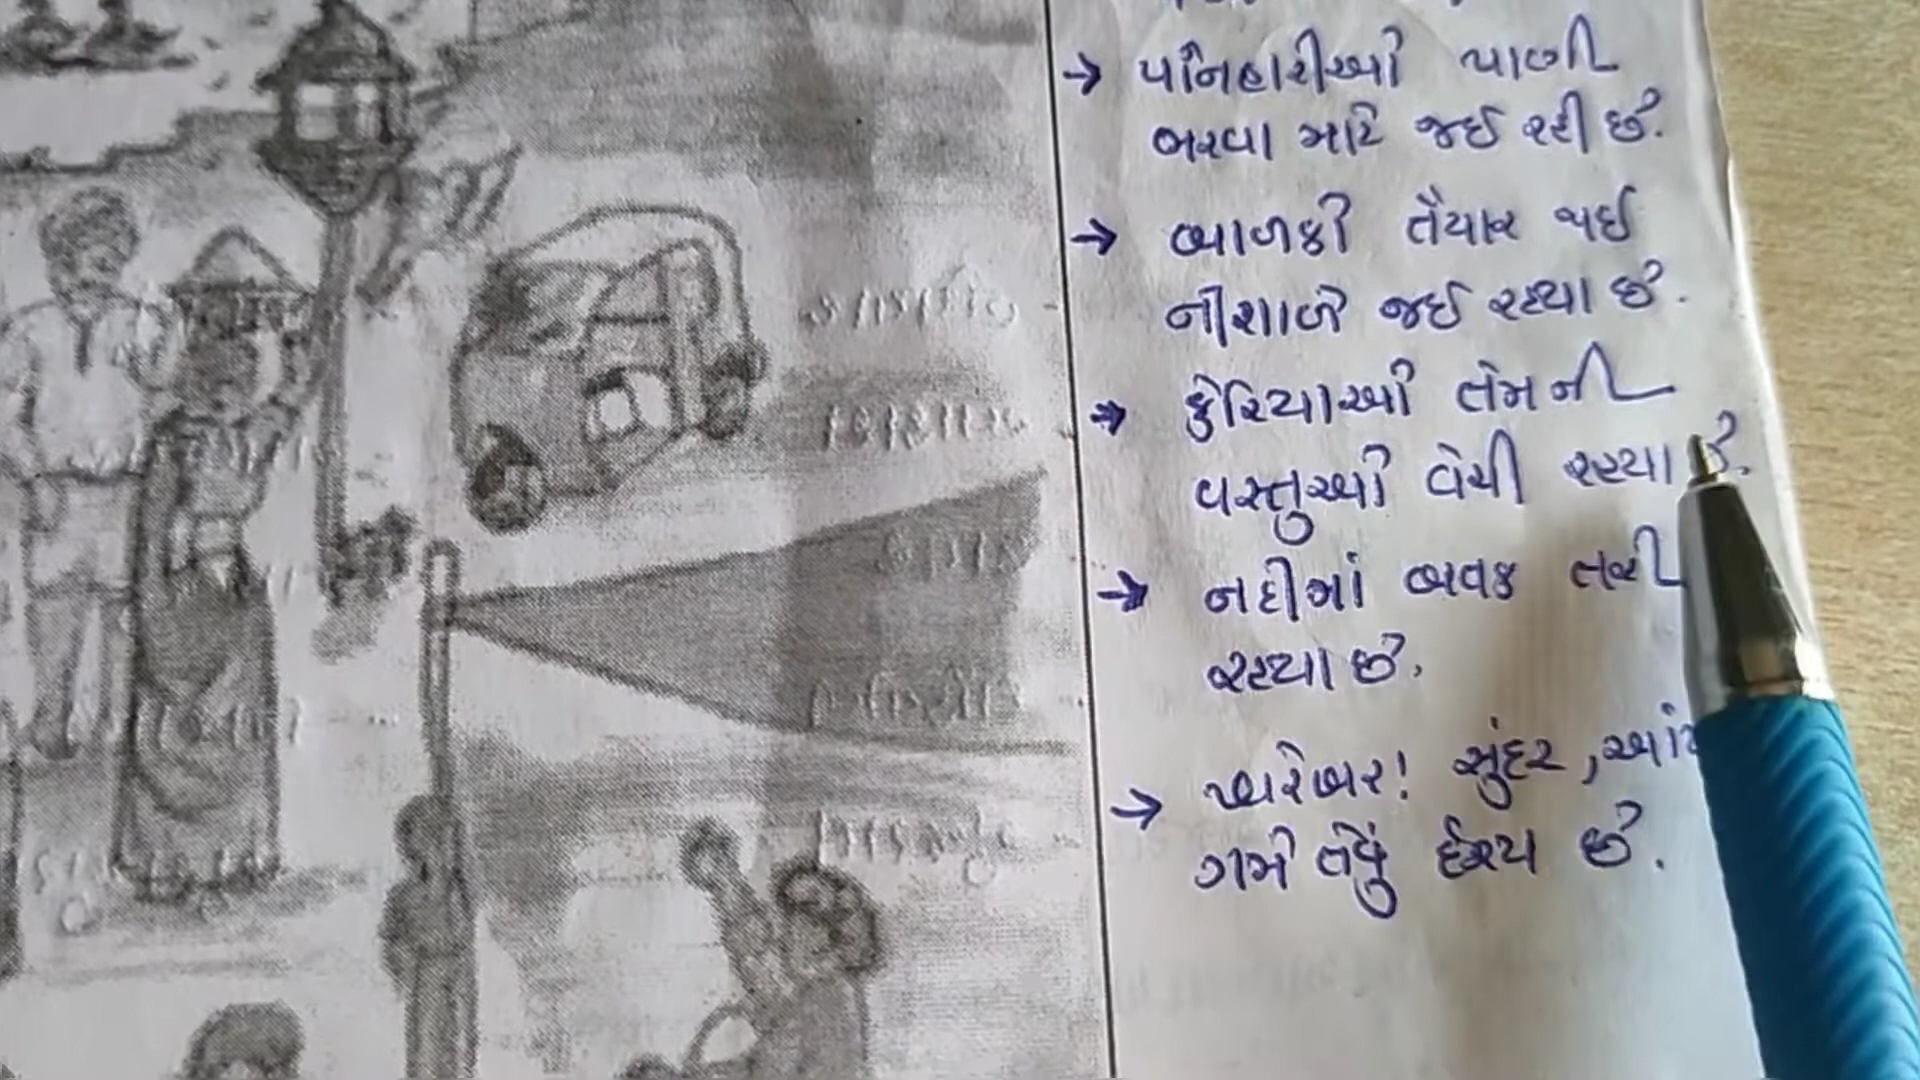 → પનિહારીઓ પાણી
ભરવા માટે જઈ રહી છે.
→ બાળકો તૈયાર થઈ
નીશાળે જઈ રહ્યા છે.
→ ફેરિયાઓ તેમની
વસ્તુઓ વેચી રહ્યા છે.
→ નદીમાં બતક તરી
રહ્યા છે.
→ ખરેખર! સુંદર,
ગમે તેવું દ્રશ્ય છે.